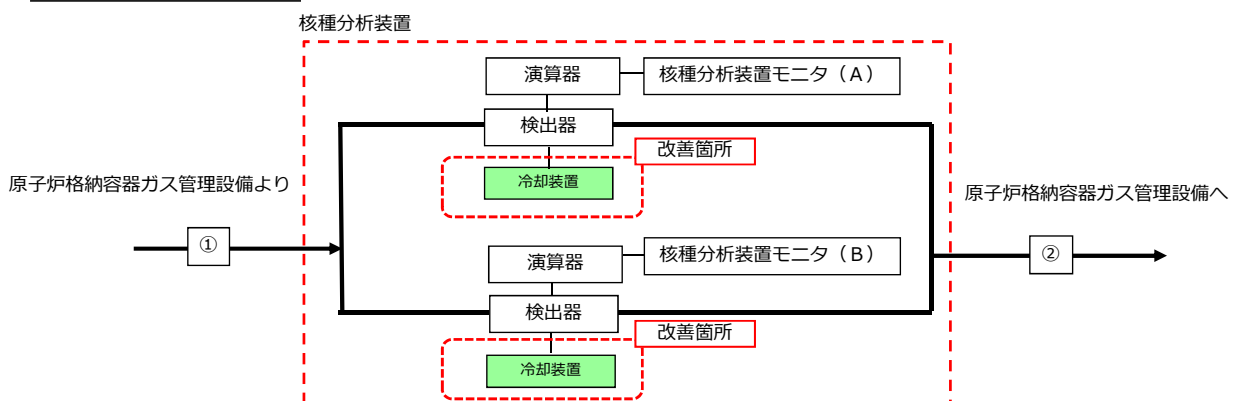 核種分析装置
演算器
核種分析装置モニタ（A）
検出器
改善箇所
冷却装置
原子炉格納容器ガス管理設備より
原子炉格納容器ガス管理設備へ
①
核種分析装置モニタ（B）
②
演算器
検出器
改善箇所
冷却装置